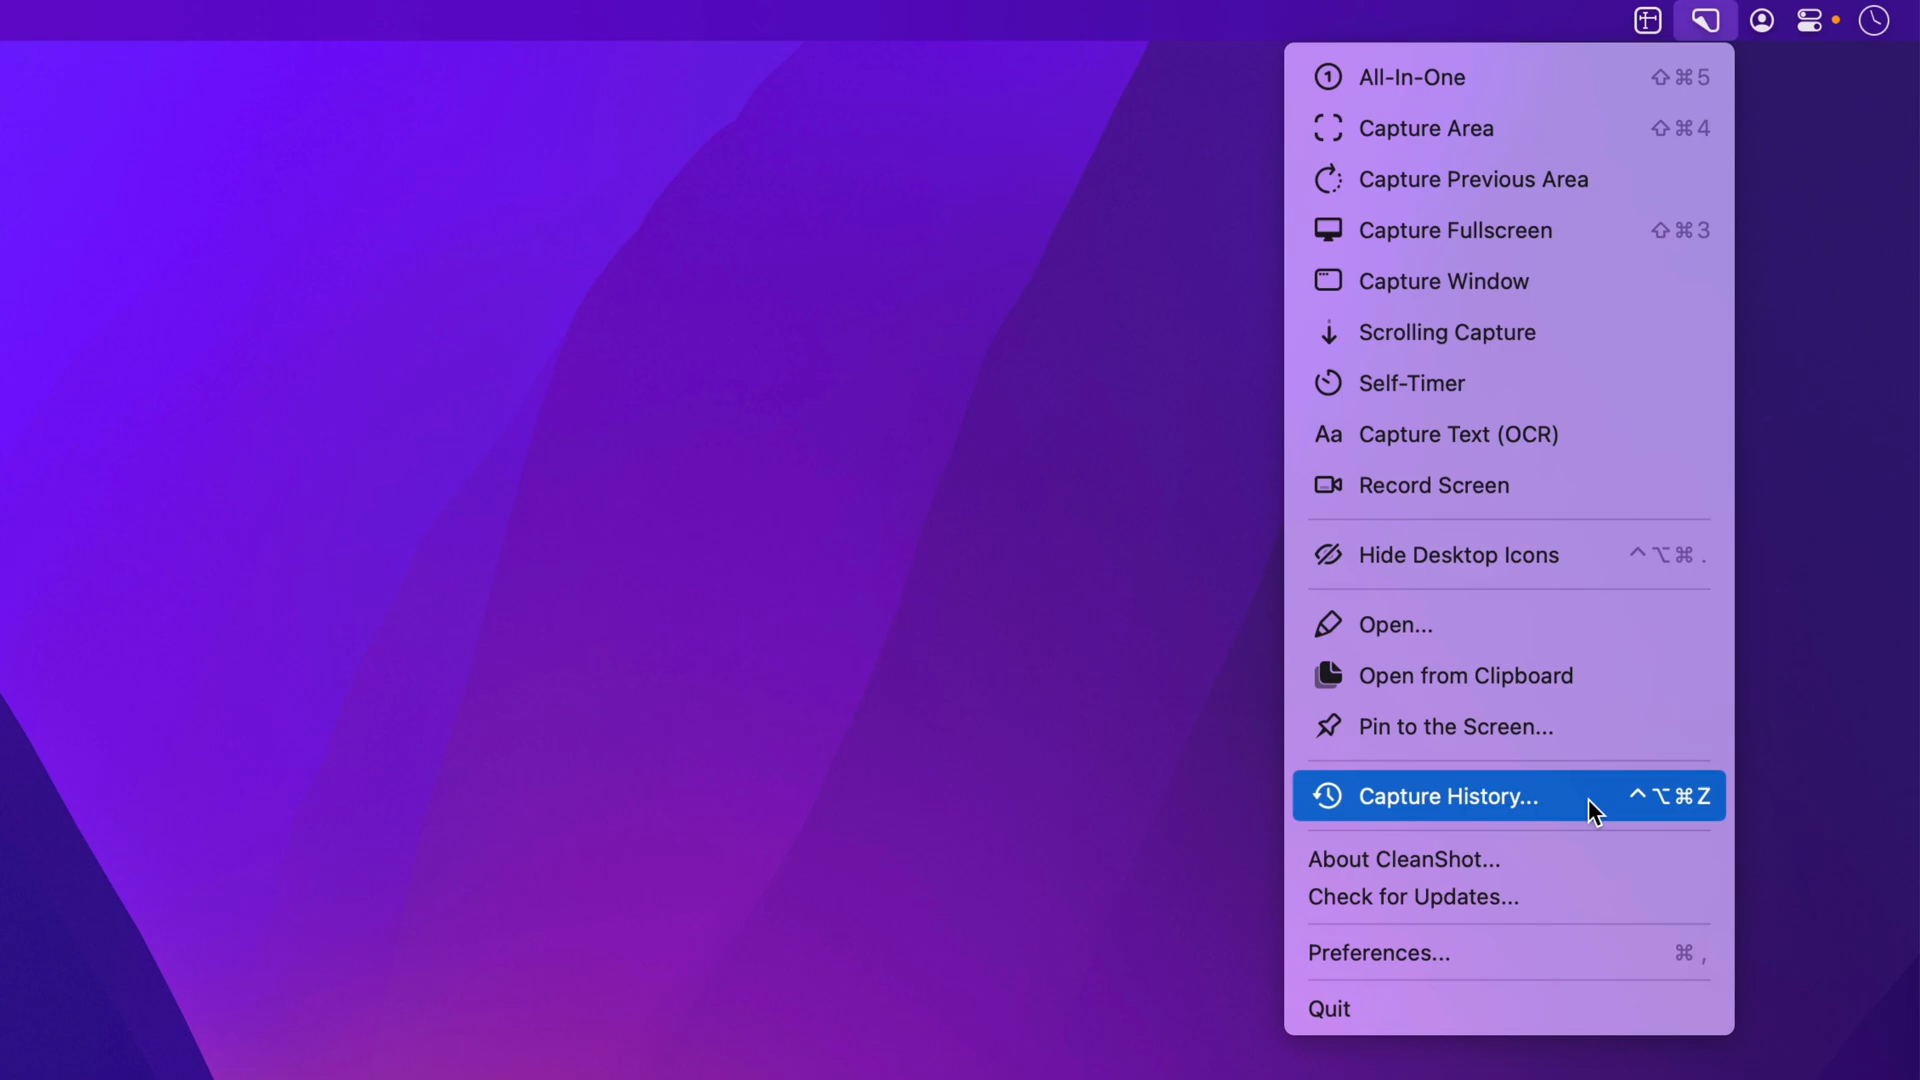 All-In-One ⇧⌘5
Capture Area ⇧⌘4
Capture Previous Area
Capture Fullscreen ⇧⌘3
Capture Window
Scrolling Capture
Self-Timer
Aa Capture Text (OCR)
Record Screen
Hide Desktop Icons ^⌥⌘.
Open...
Open from Clipboard
Pin to the Screen...
Capture History... ^⌥⌘Z
About CleanShot...
Check for Updates...
Preferences... ⌘,
Quit